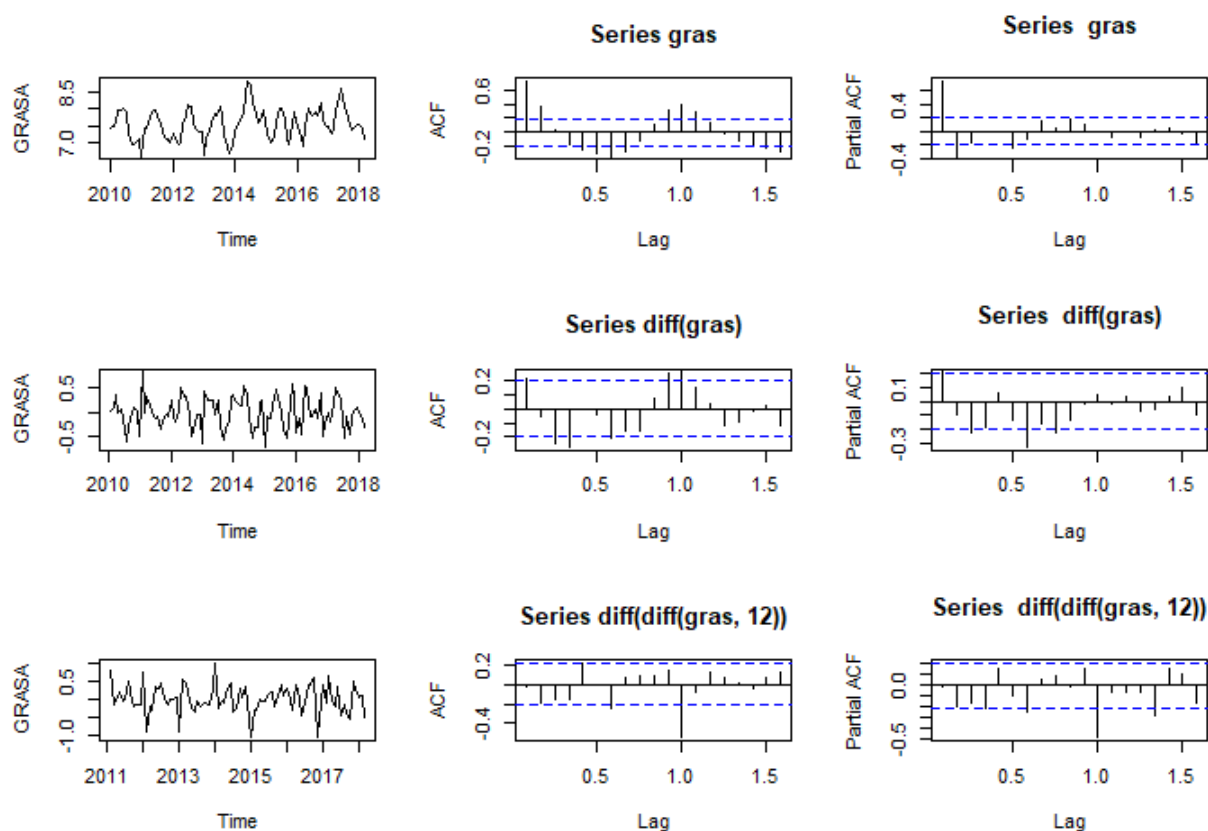 Series gras
Series  gras
GRASA
7.0 8.5
2010 2012 2014 2016 2018
Time
ACF
-0.2 0.6
0.5 1.0 1.5
Lag
Partial ACF
-0.4 0.4
0.5 1.0 1.5
Lag
Series diff(gras)
Series  diff(gras)
GRASA
-0.5 0.5
2010 2012 2014 2016 2018
Time
ACF
-0.2 0.2
0.5 1.0 1.5
Lag
Partial ACF
-0.3 0.1
0.5 1.0 1.5
Lag
Series diff(diff(gras, 12))
Series  diff(diff(gras, 12))
GRASA
-1.0 0.5
2011 2013 2015 2017
Time
ACF
-0.4 0.2
0.5 1.0 1.5
Lag
Partial ACF
-0.5 0.0
0.5 1.0 1.5
Lag